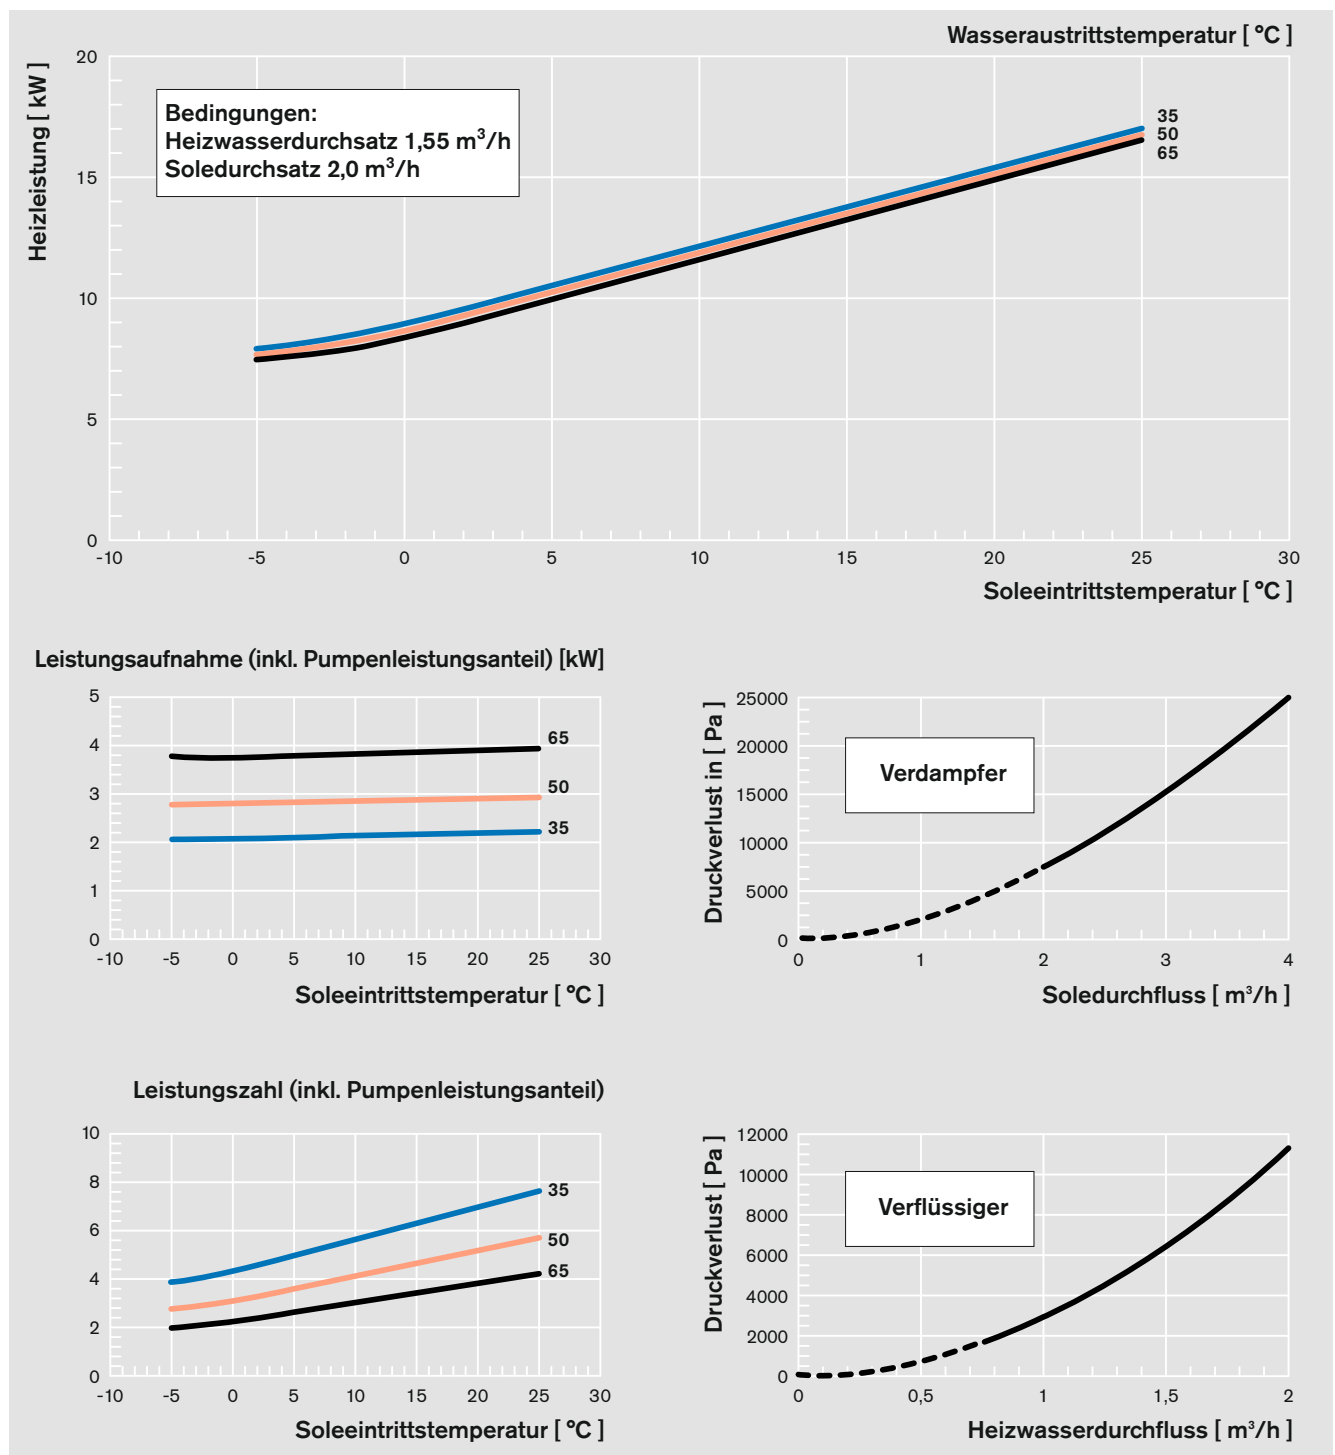 Wasseraustrittstemperatur [ °C ]
Heizleistung [ kW ]
20
15
10
5
0
Bedingungen:
Heizwasserdurchsatz 1,55 m³/h
Soledurchsatz 2,0 m³/h
35
50
65
-10 -5 0 5 10 15 20 25 30
Soleeintrittstemperatur [ °C ]
Leistungsaufnahme (inkl. Pumpenleistungsanteil) [kW]
5
4
3
2
1
0
65
50
35
-10 -5 0 5 10 15 20 25 30
Soleeintrittstemperatur [ °C ]
Druckverlust in [ Pa ]
25000
20000
15000
10000
5000
0
Verdampfer
0 1 2 3 4
Soledurchfluss [ m³/h ]
Leistungszahl (inkl. Pumpenleistungsanteil)
10
8
6
4
2
0
35
50
65
-10 -5 0 5 10 15 20 25 30
Soleeintrittstemperatur [ °C ]
Druckverlust [ Pa ]
12000
10000
8000
6000
4000
2000
0
Verflüssiger
0 0,5 1 1,5 2
Heizwasserdurchfluss [ m³/h ]